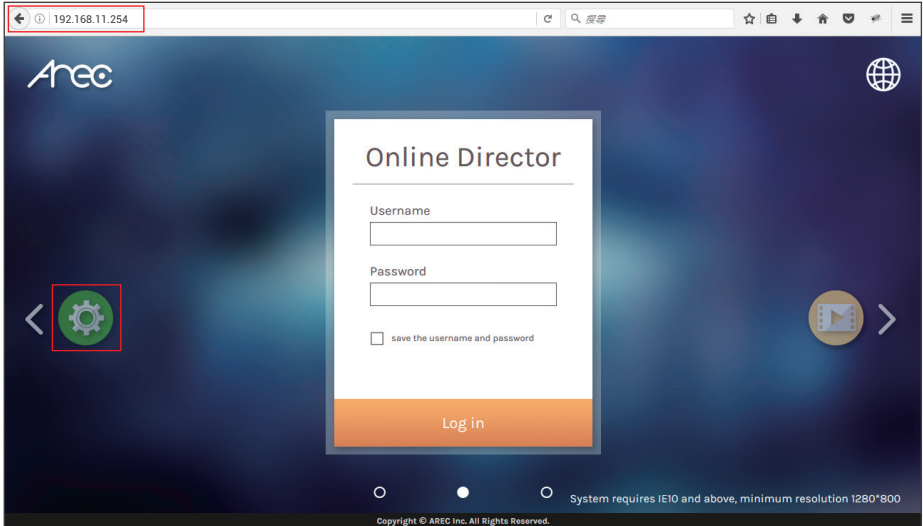 192.168.11.254
搜尋
Arec
Online Director
Username
Password
save the username and password
Log in
System requires IE10 and above, minimum resolution 1280*800
Copyright © AREC Inc. All Rights Reserved.